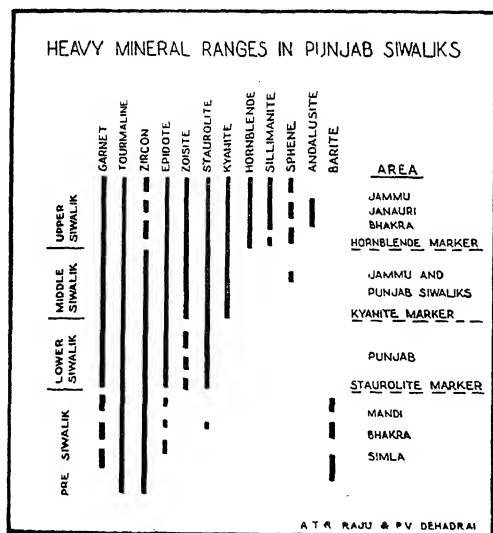 HEAVY MINERAL RANGES IN PUNJAB SIWALIKS
GARNET
TOURMALINE
ZIRCON
EPIDOTE
ZOISITE
STAUROLITE
KYANITE
HORNBLENDE
SILLIMANITE
SPHENE
ANDALUSITE
BARITE
AREA
UPPER
SIWALIK
JAMMU
JANAURI
BHAKRA
HORNBLENDE MARKER
MIDDLE
SIWALIK
JAMMU AND
PUNJAB SIWALIKS
KYANITE MARKER
LOWER
SIWALIK
PUNJAB
STAUROLITE MARKER
PRE SIWALIK
MANDI
BHAKRA
SIMLA
A T R RAJU & P V DEHADRAI